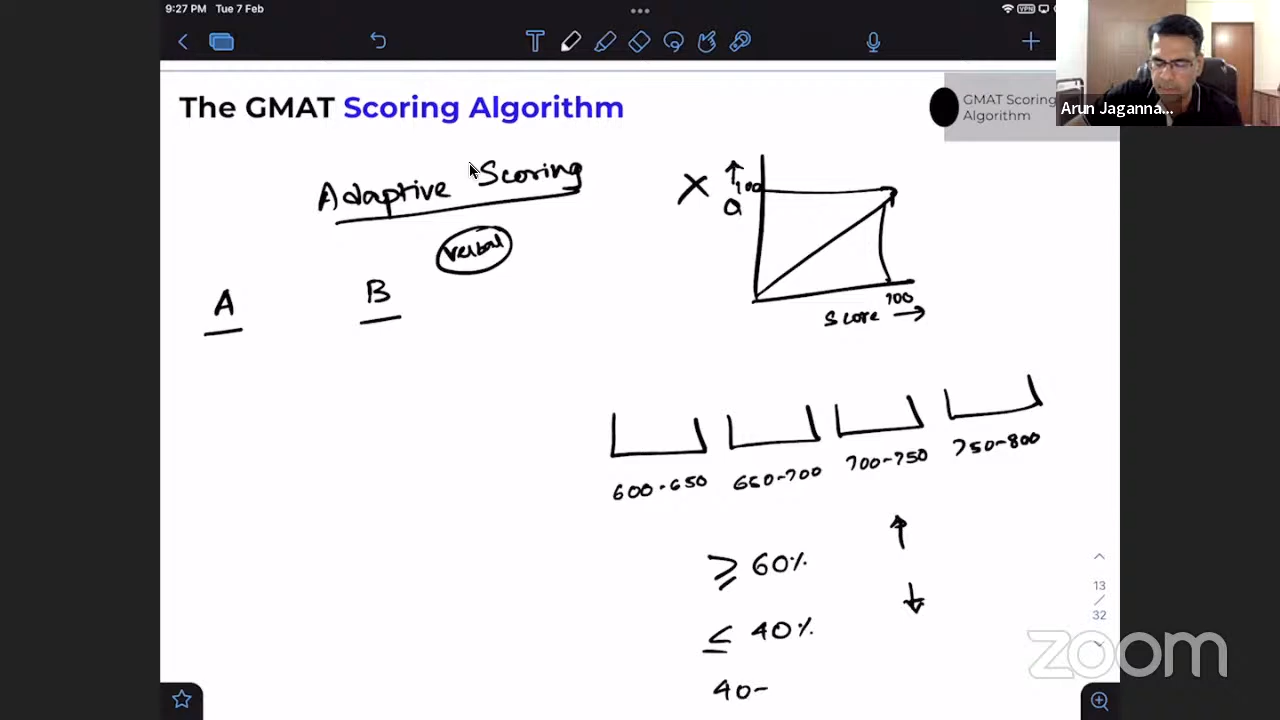 9:27 PM Tue 7 Feb
VPN
The GMAT Scoring Algorithm
GMAT Scoring
Algorithm
Arun Jaganna...
Adaptive Scoring
Verbal
A
B
X
100
Q
100
Score
600-650
650-700
700-750
750-800
≥ 60%
≤ 40%
40-
13
/
32
zoom